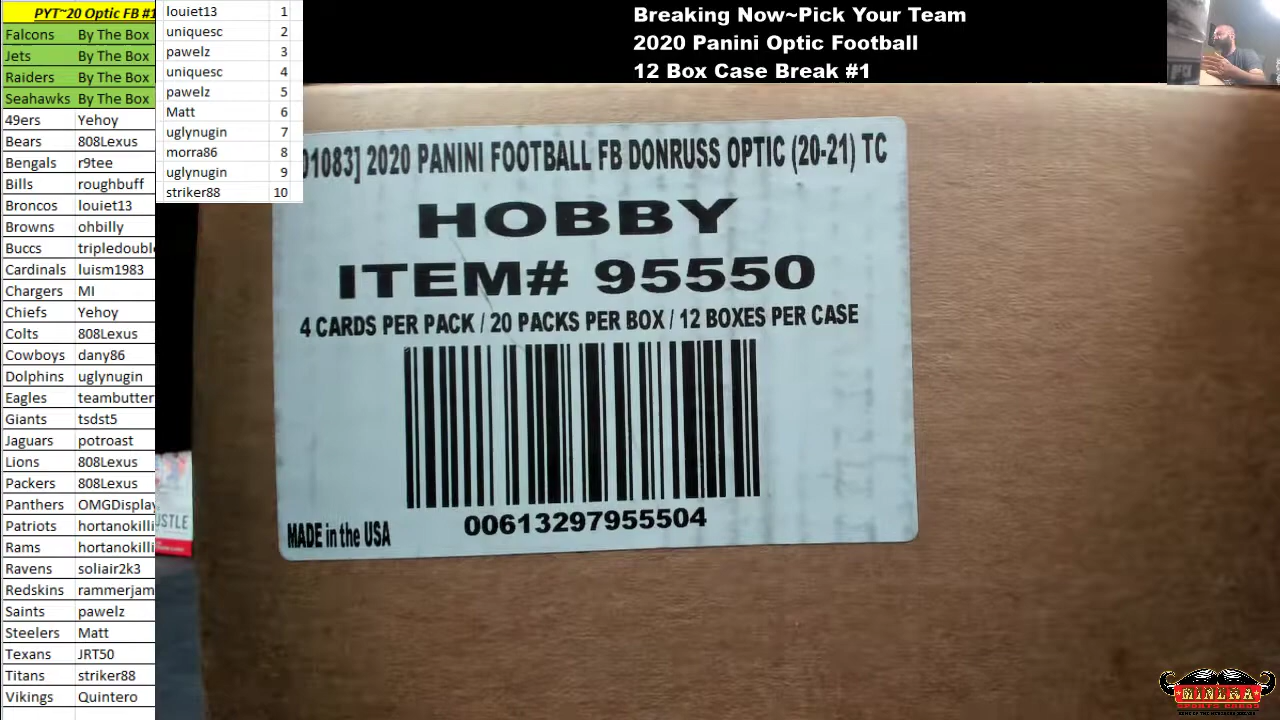 PYT~20 Optic FB #1
Falcons By The Box
Jets By The Box
Raiders By The Box
Seahawks By The Box
49ers Yehoy
Bears 808Lexus
Bengals r9tee
Bills roughbuff
Broncos louiet13
Browns ohbilly
Buccs tripledouble
Cardinals luism1983
Chargers MI
Chiefs Yehoy
Colts 808Lexus
Cowboys dany86
Dolphins uglynugin
Eagles teambutter
Giants tsdst5
Jaguars potroast
Lions 808Lexus
Packers 808Lexus
Panthers OMGDisplay
Patriots hortanokilli
Rams hortanokilli
Ravens soliair2k3
Redskins rammerjam
Saints pawelz
Steelers Matt
Texans JRT50
Titans striker88
Vikings Quintero
louiet13 1
uniquesc 2
pawelz 3
uniquesc 4
pawelz 5
Matt 6
uglynugin 7
morra86 8
uglynugin 9
striker88 10
Breaking Now~Pick Your Team
2020 Panini Optic Football
12 Box Case Break #1
01083] 2020 PANINI FOOTBALL FB DONRUSS OPTIC (20-21) TC
HOBBY
ITEM# 95550
4 CARDS PER PACK / 20 PACKS PER BOX / 12 BOXES PER CASE
MADE in the USA
00613297955504
USTLE
MINERA
SPORTS CARDS